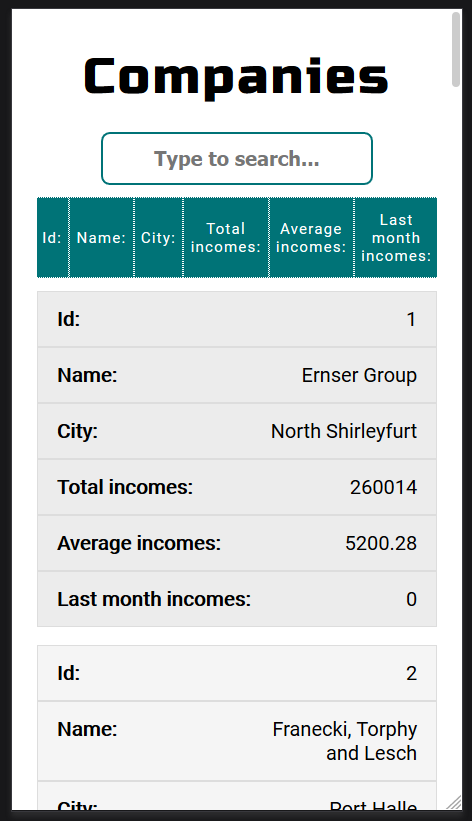 Companies
Type to search...
Id: Name: City: Total incomes: Average incomes: Last month incomes:
Id: 1
Name: Ernser Group
City: North Shirleyfurt
Total incomes: 260014
Average incomes: 5200.28
Last month incomes: 0
Id: 2
Name: Franecki, Torphy
and Lesch
City: Port Halle